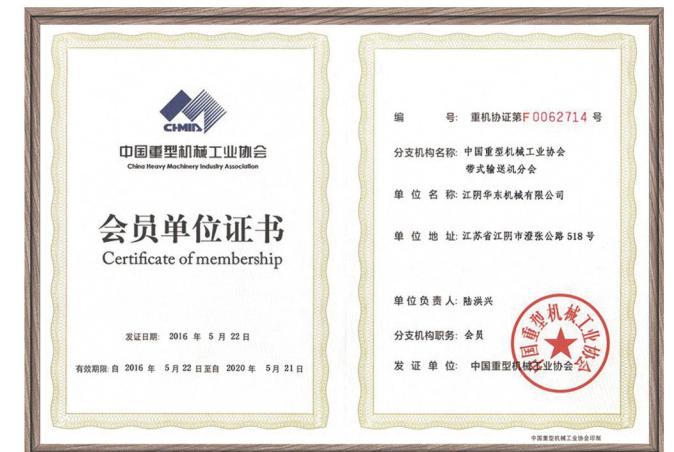 CHMIA
中国重型机械工业协会
China Heavy Machinery Industry Association
会员单位证书
Certificate of membership
发证日期: 2016 年 5 月 22日
有效期限: 自 2016 年 5月 22日至自 2020 年 5月 21日
编 号: 重机协证第F0062714 号
分支机构名称: 中国重型机械工业协会
带式输送机分会
单 位 名 称: 江阴华东机械有限公司
单 位 地 址: 江苏省江阴市澄张公路 518 号
单位负责人: 陆洪兴
分支机构职务: 会员
发 证 单 位: 中国重型机械工业协会
中国重型机械工业协会
中国重型机械工业协会印制